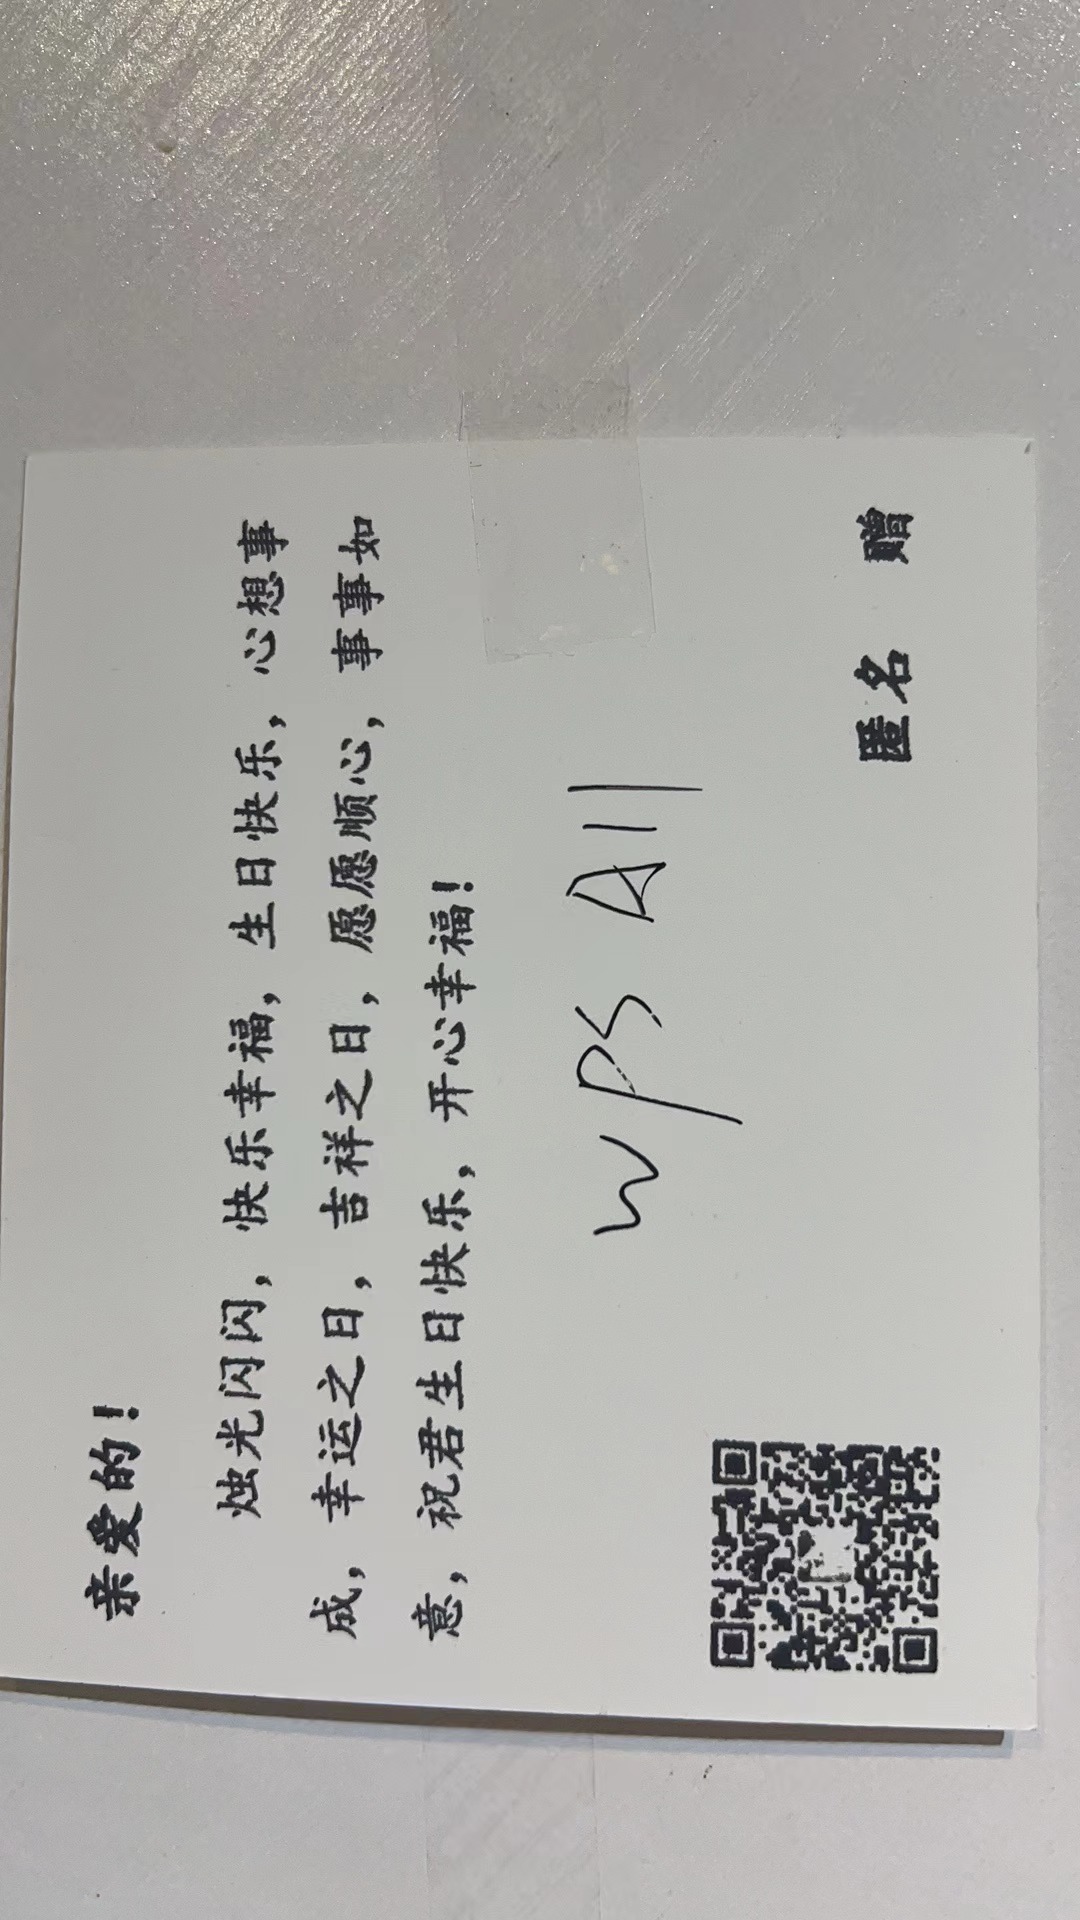 亲爱的！
烛光闪闪，快乐幸福，生日快乐，心想事
成，幸运之日，吉祥之日，愿愿顺心，事事如
意，祝君生日快乐，开心幸福！
WPS All
匿名 赠